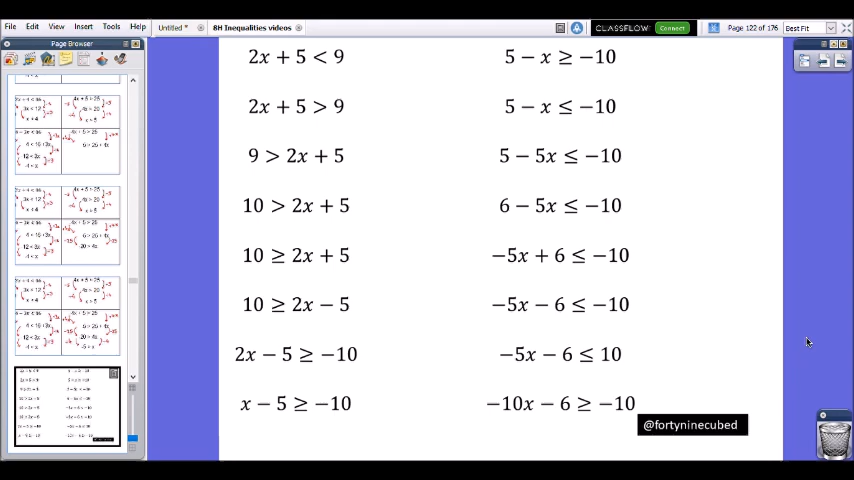 File Edit View Insert Tools Help
Untitled *
8H Inequalities videos
CLASSFLOW Connect
Page 122 of 176
Best Fit
Page Browser
2x + 5 < 9
5 − x ≥ −10
2x + 5 > 9
5 − x ≤ −10
9 > 2x + 5
5 − 5x ≤ −10
10 > 2x + 5
6 − 5x ≤ −10
10 ≥ 2x + 5
−5x + 6 ≤ −10
10 ≥ 2x − 5
−5x − 6 ≤ −10
2x − 5 ≥ −10
−5x − 6 ≤ 10
x − 5 ≥ −10
−10x − 6 ≥ −10
@fortyninecubed